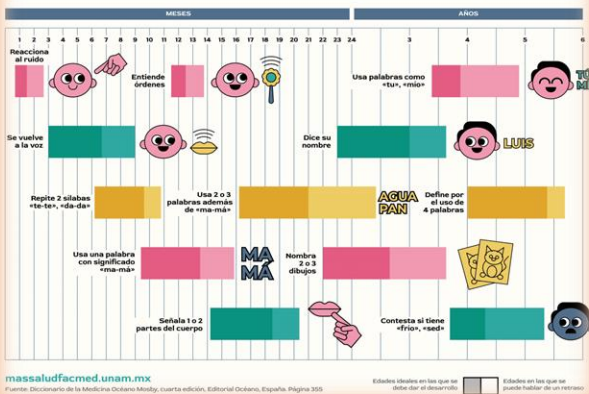 MESES
AÑOS
1 2 3 4 5 6 7 8 9 10 11 12 13 14 15 16 17 18 19 20 21 22 23 24
3 4 5 6
Reacciona
al ruido
Entiende
órdenes
Usa palabras como
«tu», «mio»
TÚ
Se vuelve
a la voz
Dice su
nombre
LUIS
Repite 2 sílabas
«te-te», «da-da»
Usa 2 o 3
palabras además
de «ma-má»
AGUA
PAN
Define por
el uso de
4 palabras
Usa una palabra
con significado
«ma-má»
MA
MÁ
Nombra
2 o 3
dibujos
Señala 1 o 2
partes del cuerpo
Contesta si tiene
«frío», «sed»
massaludfacmed.unam.mx
Fuente: Diccionario de la Medicina Océano Mosby, cuarta edición, Editorial Océano, España. Página 355
Edades ideales en las que se
debe dar el desarrollo
Edades en las que se
puede hablar de un retraso